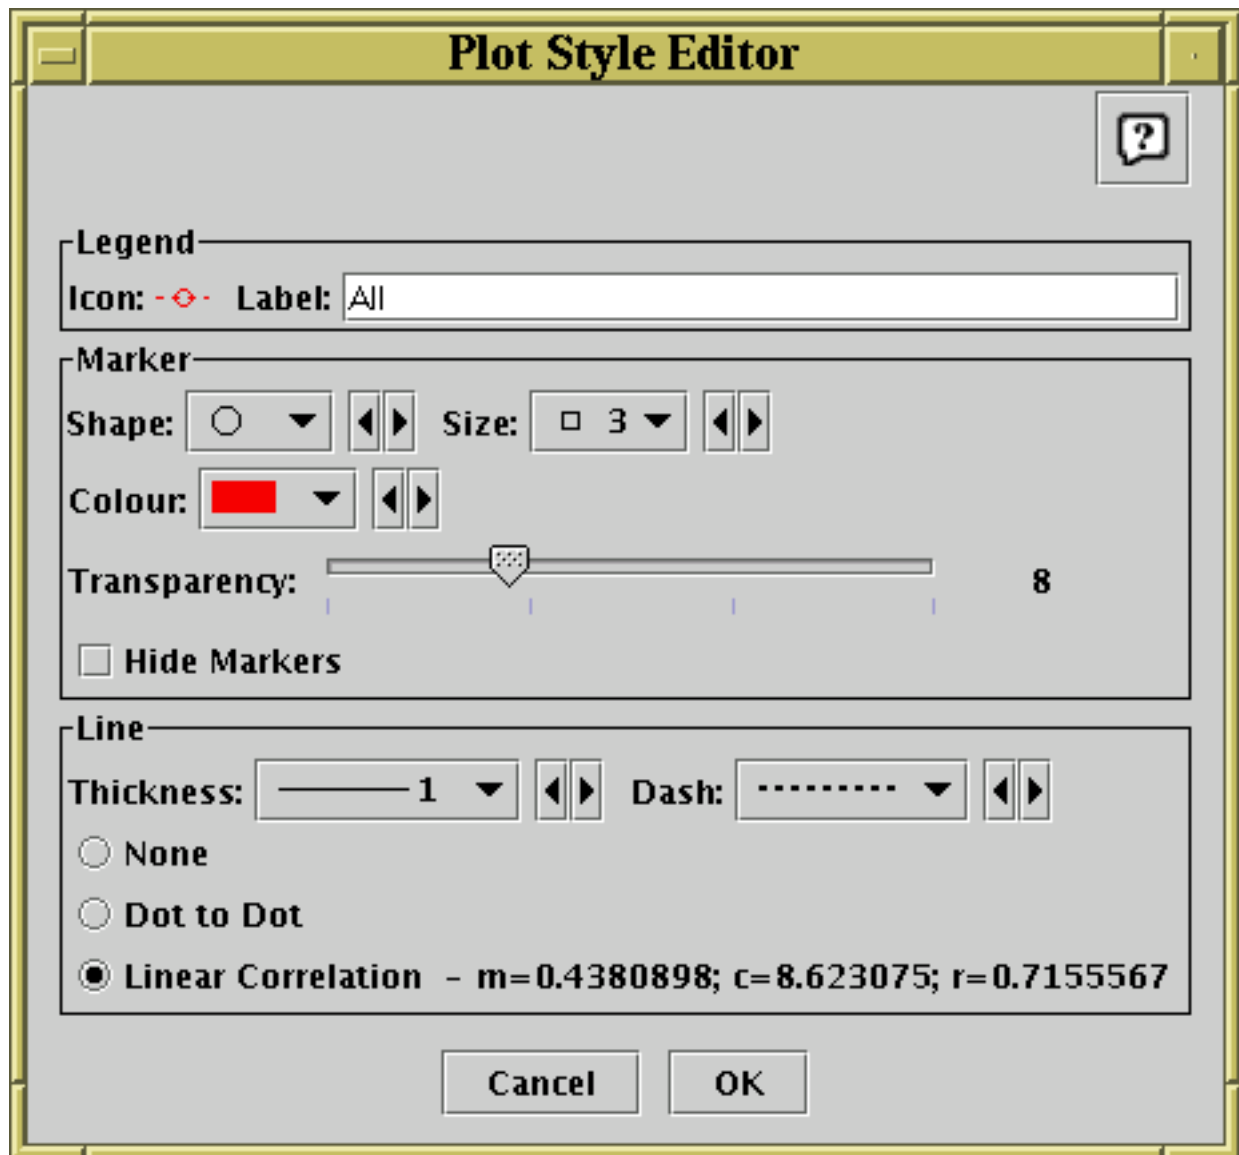 Plot Style Editor
?
Legend
Icon: Label: All
Marker
Shape: Size: 3
Colour:
Transparency: 8
Hide Markers
Line
Thickness: 1 Dash:
None
Dot to Dot
Linear Correlation - m=0.4380898; c=8.623075; r=0.7155567
Cancel OK